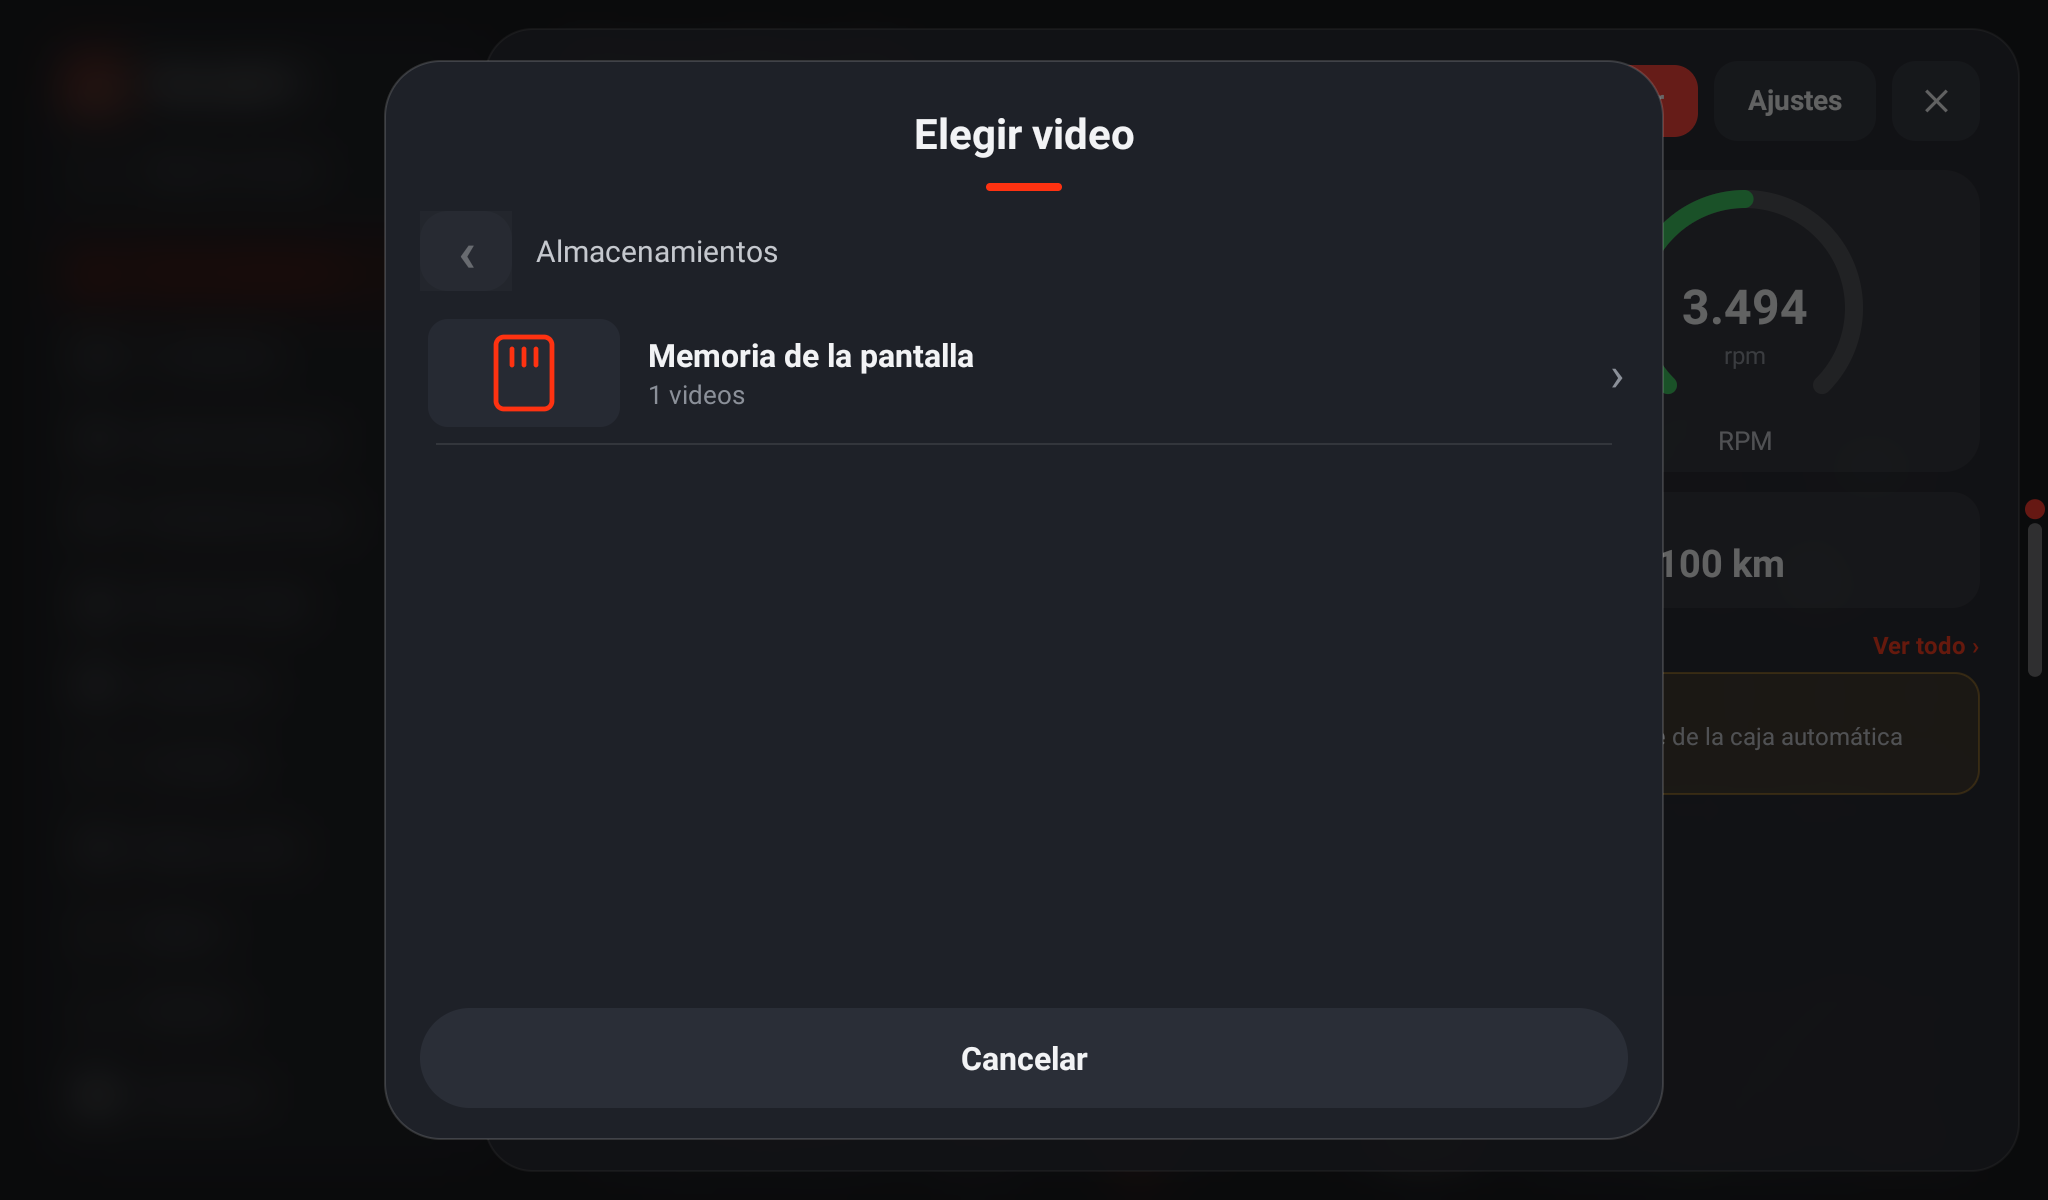 Elegir video
Ajustes
Almacenamientos
Memoria de la pantalla
1 videos
3.494
rpm
RPM
100 km
Ver todo ›
de la caja automática
Cancelar